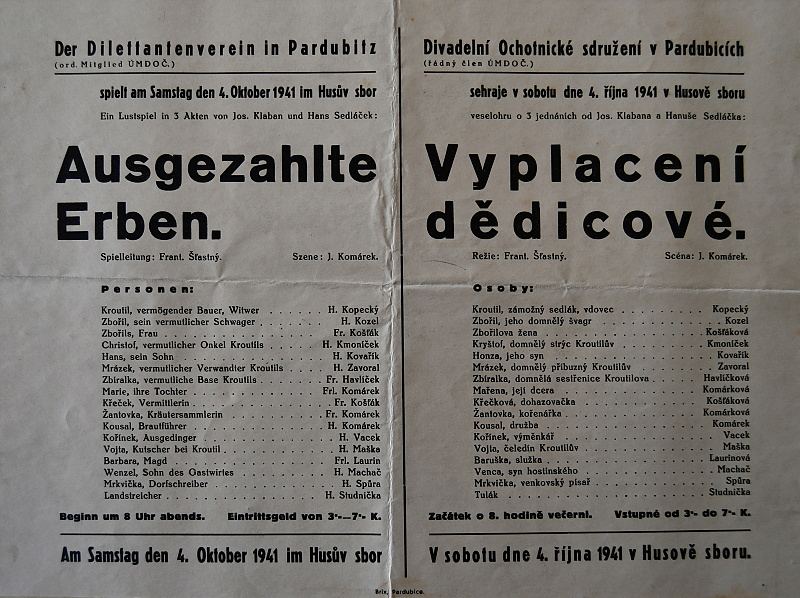 Der Dilettantenverein in Pardubitz
(ord. Mitglied ÚMDOČ.)
spielt am Samstag den 4. Oktober 1941 im Husův sbor
Ein Lustspiel in 3 Akten von Jos. Klaban und Hans Sedláček:
Ausgezahlte
Erben.
Spielleitung: Frant. Šťastný. Szene: J. Komárek.
Personen:
Kroutil, vermögender Bauer, Witwer . . . . . . H. Kopecký
Zbořil, sein vermutlicher Schwager . . . . . . H. Kozel
Zbořils, Frau . . . . . . Fr. Košťák
Christof, vermutlicher Onkel Kroutils . . . . . . H. Kmoníček
Hans, sein Sohn . . . . . . H. Kovařík
Mrázek, vermutlicher Verwandter Kroutils . . . . H. Zavoral
Zbiralka, vermutliche Base Kroutils . . . . . . Fr. Havlíček
Marie, ihre Tochter . . . . . . Frl. Komárek
Křeček, Vermittlerin . . . . . . Fr. Košťák
Žantovka, Kräutersammlerin . . . . . . Fr. Komárek
Kousal, Brautführer . . . . . . H. Komárek
Kořínek, Ausgedinger . . . . . . H. Vacek
Vojta, Kutscher bei Kroutil . . . . . . H. Maška
Barbara, Magd . . . . . . Frl. Laurin
Wenzel, Sohn des Gastwirtes . . . . . . H. Machač
Mrkvička, Dorfschreiber . . . . . . H. Spůra
Landstreicher . . . . . . H. Studnička
Beginn um 8 Uhr abends. Eintrittsgeld von 3·-—7·- K.
Am Samstag den 4. Oktober 1941 im Husův sbor
Divadelní Ochotnické sdružení v Pardubicích
(řádný člen ÚMDOČ.)
sehraje v sobotu dne 4. října 1941 v Husově sboru
veselohru o 3 jednáních od Jos. Klabana a Hanuše Sedláčka:
Vyplacení
dědicové.
Režie: Frant. Šťastný. Scéna: J. Komárek.
Osoby:
Kroutil, zámožný sedlák, vdovec . . . . . . Kopecký
Zbořil, jeho domnělý švagr . . . . . . Kozel
Zbořilova žena . . . . . . Košťáková
Kryštof, domnělý strýc Kroutilův . . . . . . Kmoníček
Honza, jeho syn . . . . . . Kovařík
Mrázek, domnělý příbuzný Kroutilův . . . . . . Zavoral
Zbiralka, domnělá sestřenice Kroutilova . . . . . . Havlíčková
Mařena, její dcera . . . . . . Komárková
Křečková, dohazovačka . . . . . . Košťáková
Žantovka, kořenářka . . . . . . Komárková
Kousal, družba . . . . . . Komárek
Kořínek, výměnkář . . . . . . Vacek
Vojta, čeledín Kroutilův . . . . . . Maška
Baruška, služka . . . . . . Laurinová
Venca, syn hostinského . . . . . . Machač
Mrkvička, venkovský písař . . . . . . Spůra
Tulák . . . . . . Studnička
Začátek o 8. hodině večerní. Vstupné od 3·- do 7·- K.
V sobotu dne 4. října 1941 v Husově sboru.
Brix, Pardubice.